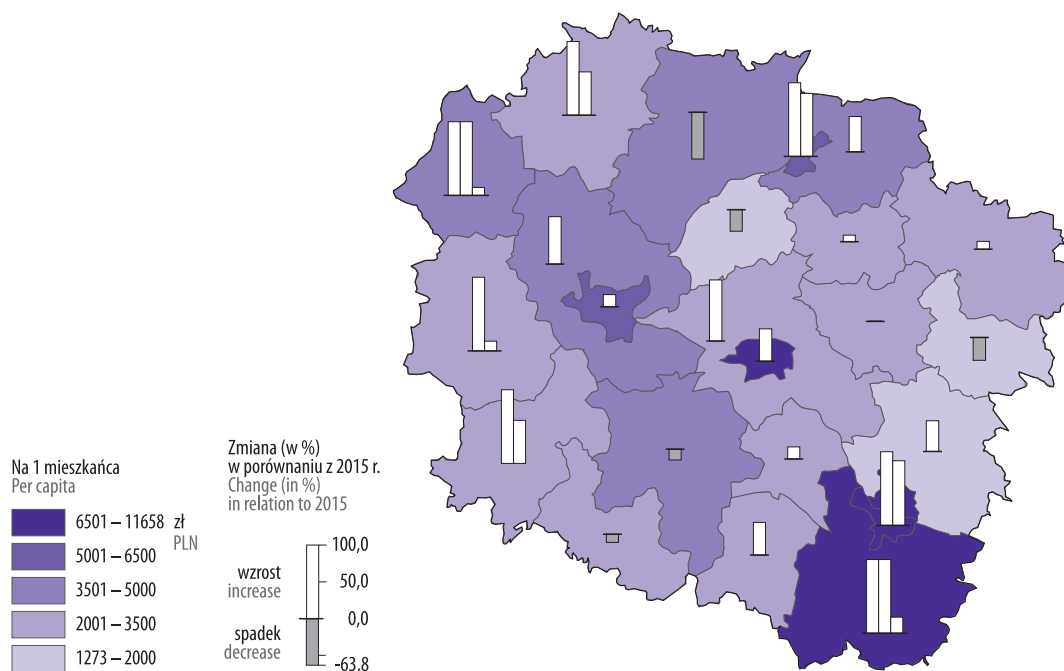 Na 1 mieszkańca
Per capita
6501 – 11658 zł
PLN
5001 – 6500
3501 – 5000
2001 – 3500
1273 – 2000
Zmiana (w %)
w porównaniu z 2015 r.
Change (in %)
in relation to 2015
100,0
wzrost
50,0
increase
0,0
spadek
decrease
-63.8